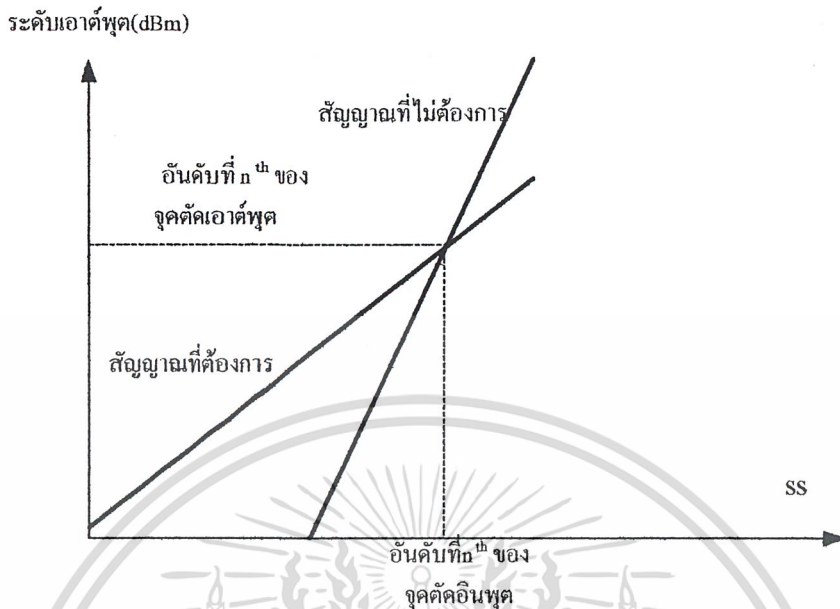 ระดับเอาต์พุต(dBm)
สัญญาณที่ไม่ต้องการ
อันดับที่ n th ของ
จุดตัดเอาต์พุต
สัญญาณที่ต้องการ
SS
อันดับที่n th ของ
จุดตัดอินพุต